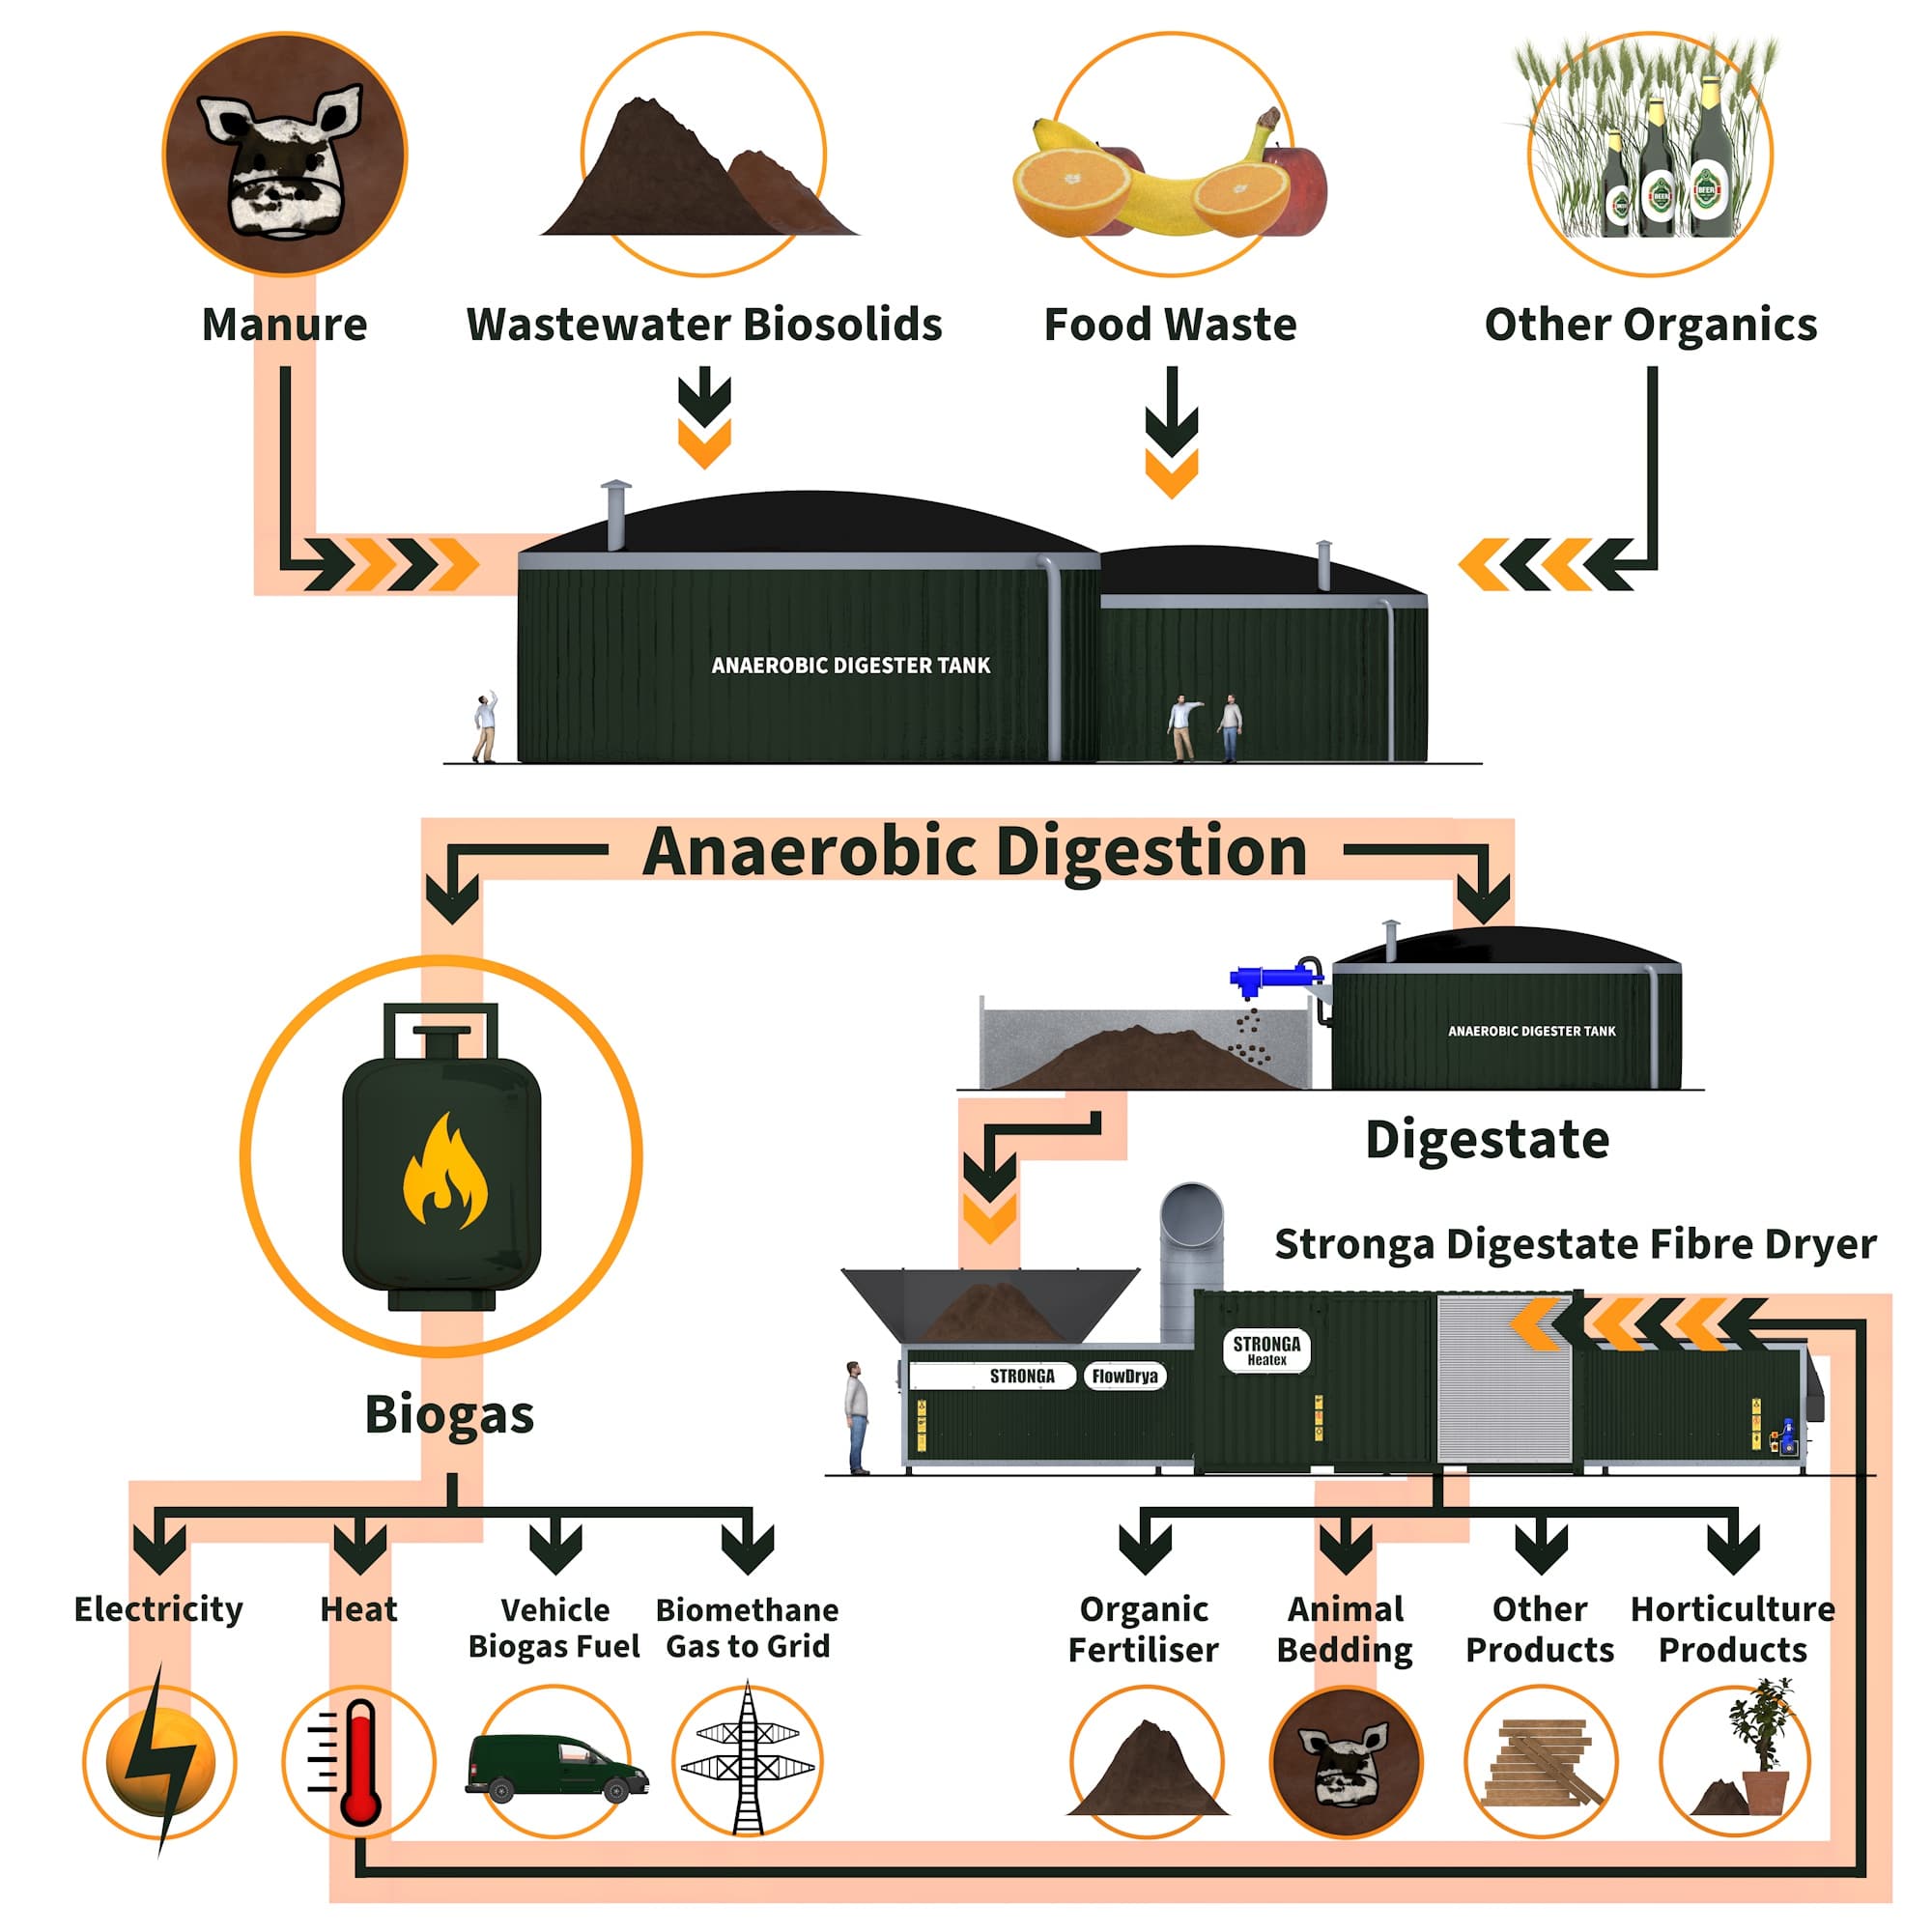 Manure
Wastewater Biosolids
Food Waste
Other Organics
BEER
BEER
BEER
ANAEROBIC DIGESTER TANK
Anaerobic Digestion
ANAEROBIC DIGESTER TANK
Digestate
Stronga Digestate Fibre Dryer
STRONGA
Heatex
STRONGA
FlowDrya
Biogas
Electricity
Heat
Vehicle
Biogas Fuel
Biomethane
Gas to Grid
Organic
Fertiliser
Animal
Bedding
Other
Products
Horticulture
Products